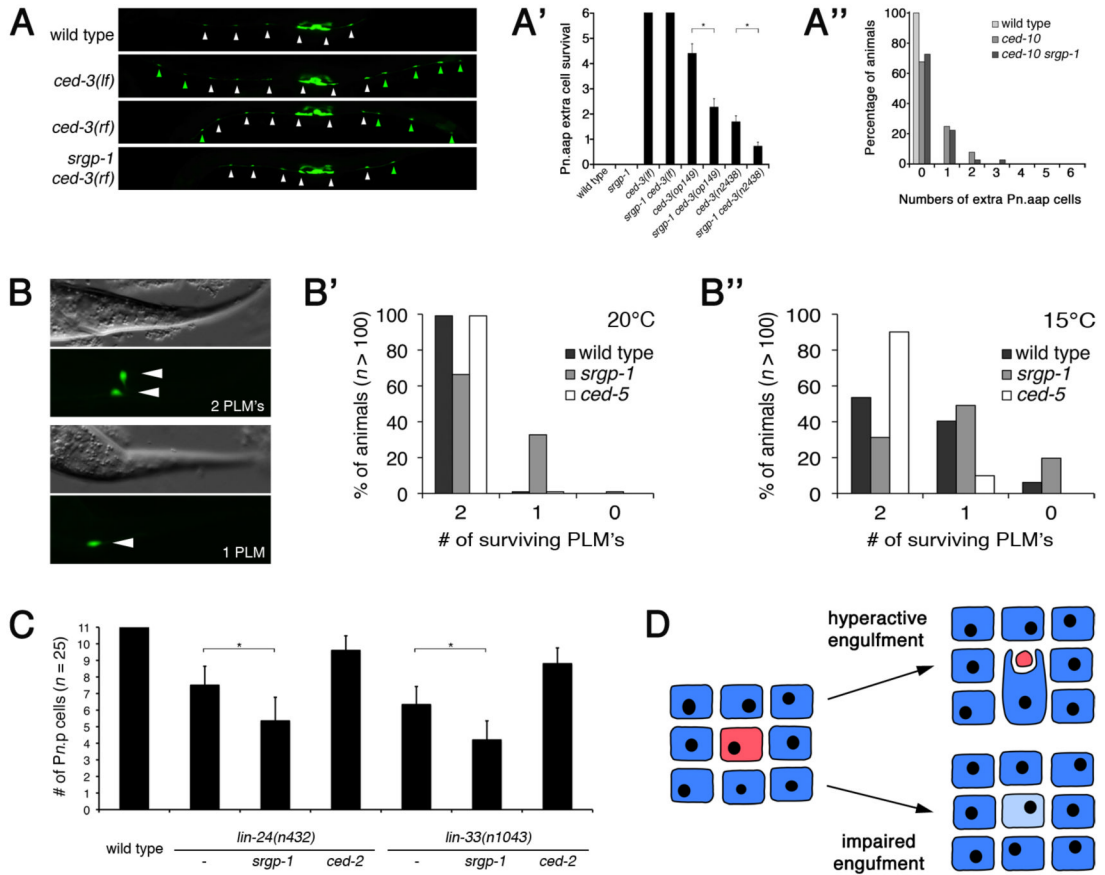 A
wild type
ced-3(lf)
ced-3(rf)
srgp-1
ced-3(rf)
A'
Pn.aap extra cell survival
6
5
4
3
2
1
0
* *
wild type
srgp-1
ced-3(lf)
srgp-1 ced-3(lf)
ced-3(op149)
srgp-1 ced-3(op149)
ced-3(n2438)
srgp-1 ced-3(n2438)
A"
Percentage of animals
100
80
60
40
20
0
wild type
ced-10
ced-10 srgp-1
0 1 2 3 4 5 6
Numbers of extra Pn.aap cells
B
2 PLM's
1 PLM
B'
20°C
% of animals (n > 100)
100
80
60
40
20
0
wild type
srgp-1
ced-5
2 1 0
# of surviving PLM's
B"
15°C
% of animals (n > 100)
100
80
60
40
20
0
wild type
srgp-1
ced-5
2 1 0
# of surviving PLM's
C
# of Pn.p cells (n = 25)
11
10
9
8
7
6
5
4
3
2
1
0
* *
wild type
lin-24(n432) lin-33(n1043)
- srgp-1 ced-2 - srgp-1 ced-2
D
hyperactive
engulfment
impaired
engufment